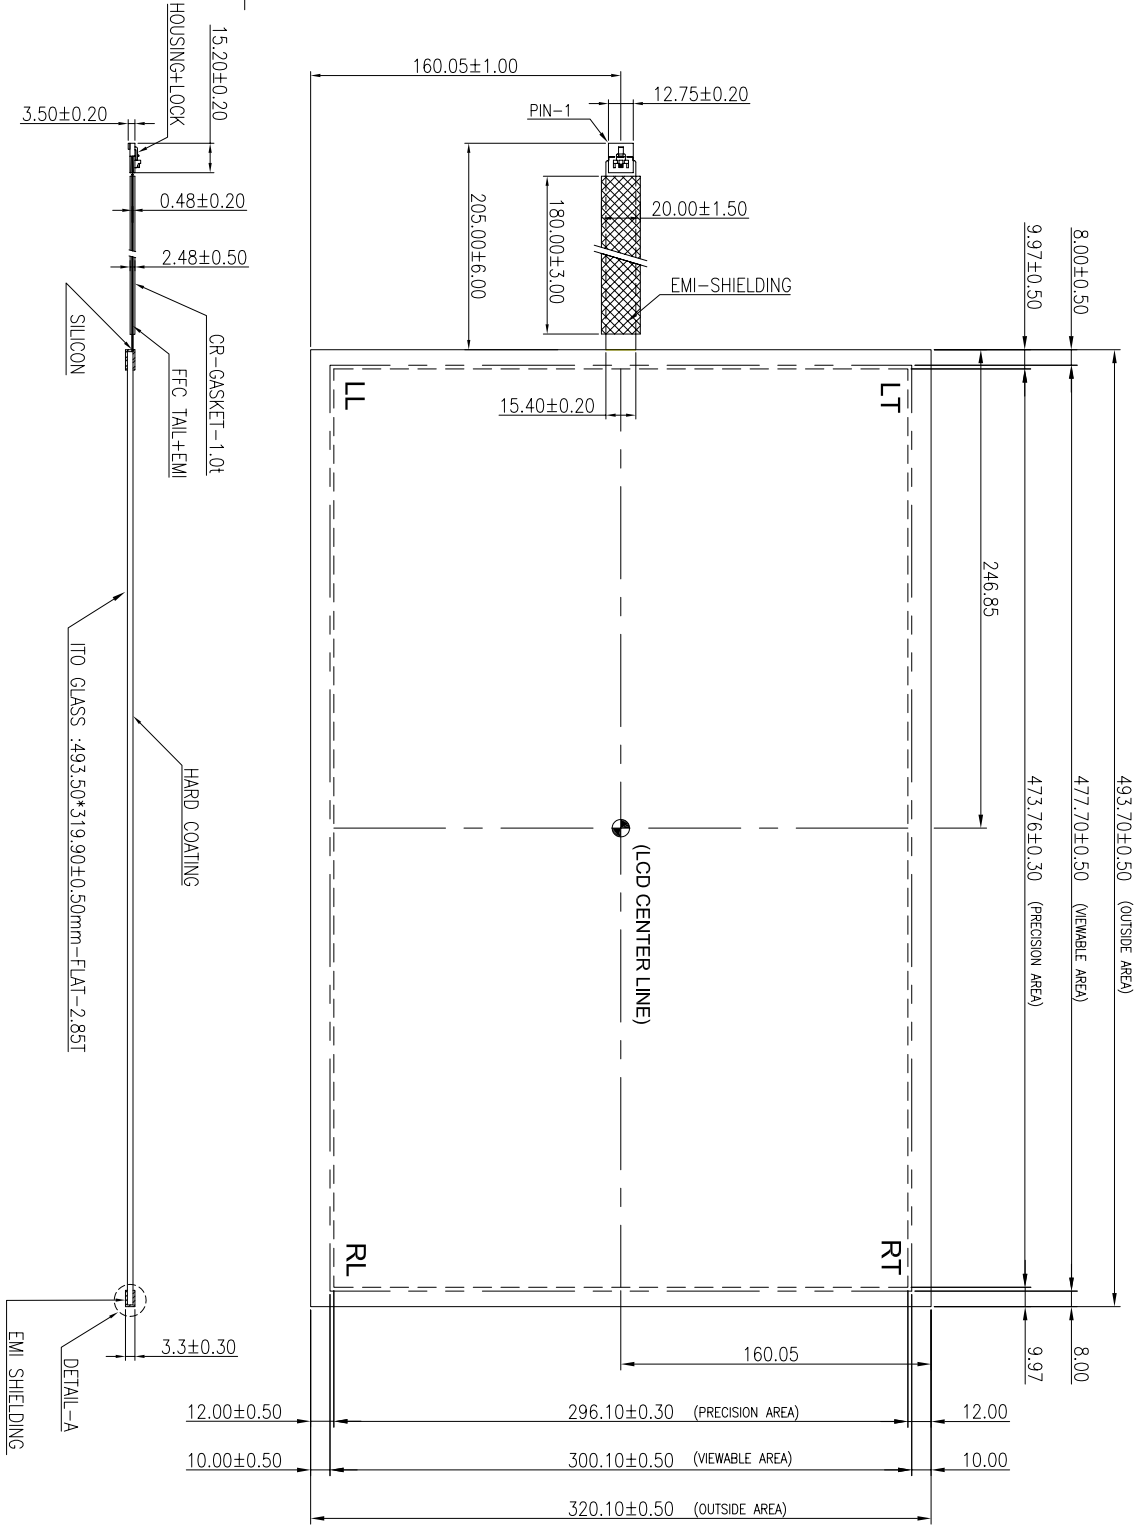 HOUSING+LOCK
15.20±0.20
3.50±0.20
0.48±0.20
2.48±0.50
CR-GASKET-1.0t
FFC TAIL+EMI
SILICON
ITO GLASS :493.50*319.90±0.50mm-FLAT-2.85T
HARD COATING
3.3±0.30
DETAIL-A
EMI SHIELDING
160.05±1.00
12.75±0.20
PIN-1
205.00±6.00
180.00±3.00
20.00±1.50
EMI-SHIELDING
15.40±0.20
9.97±0.50
8.00±0.50
LL
LT
246.85
493.70±0.50 (OUTSIDE AREA)
477.70±0.50 (VIEWABLE AREA)
473.76±0.30 (PRECISION AREA)
(LCD CENTER LINE)
RL
RT
9.97
8.00
160.05
12.00±0.50
296.10±0.30 (PRECISION AREA)
12.00
10.00±0.50
300.10±0.50 (VIEWABLE AREA)
10.00
320.10±0.50 (OUTSIDE AREA)